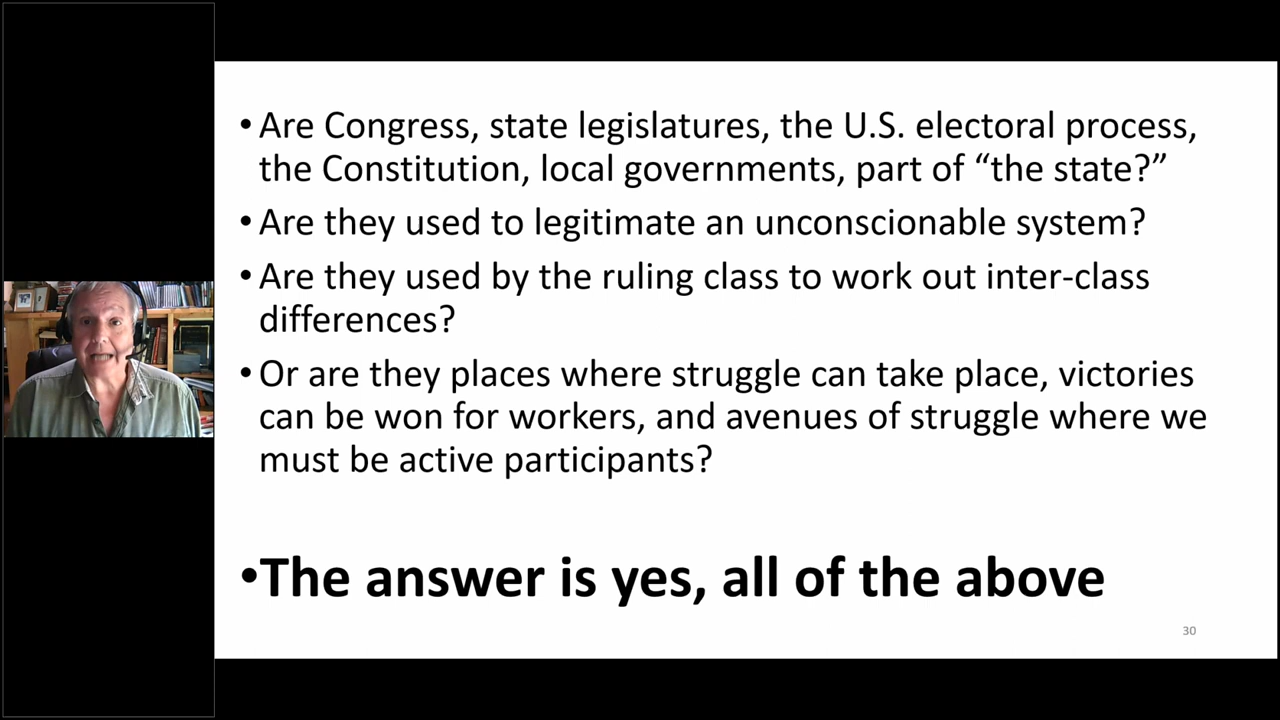 •Are Congress, state legislatures, the U.S. electoral process,
the Constitution, local governments, part of “the state?”
•Are they used to legitimate an unconscionable system?
•Are they used by the ruling class to work out inter-class
differences?
•Or are they places where struggle can take place, victories
can be won for workers, and avenues of struggle where we
must be active participants?
•The answer is yes, all of the above
30